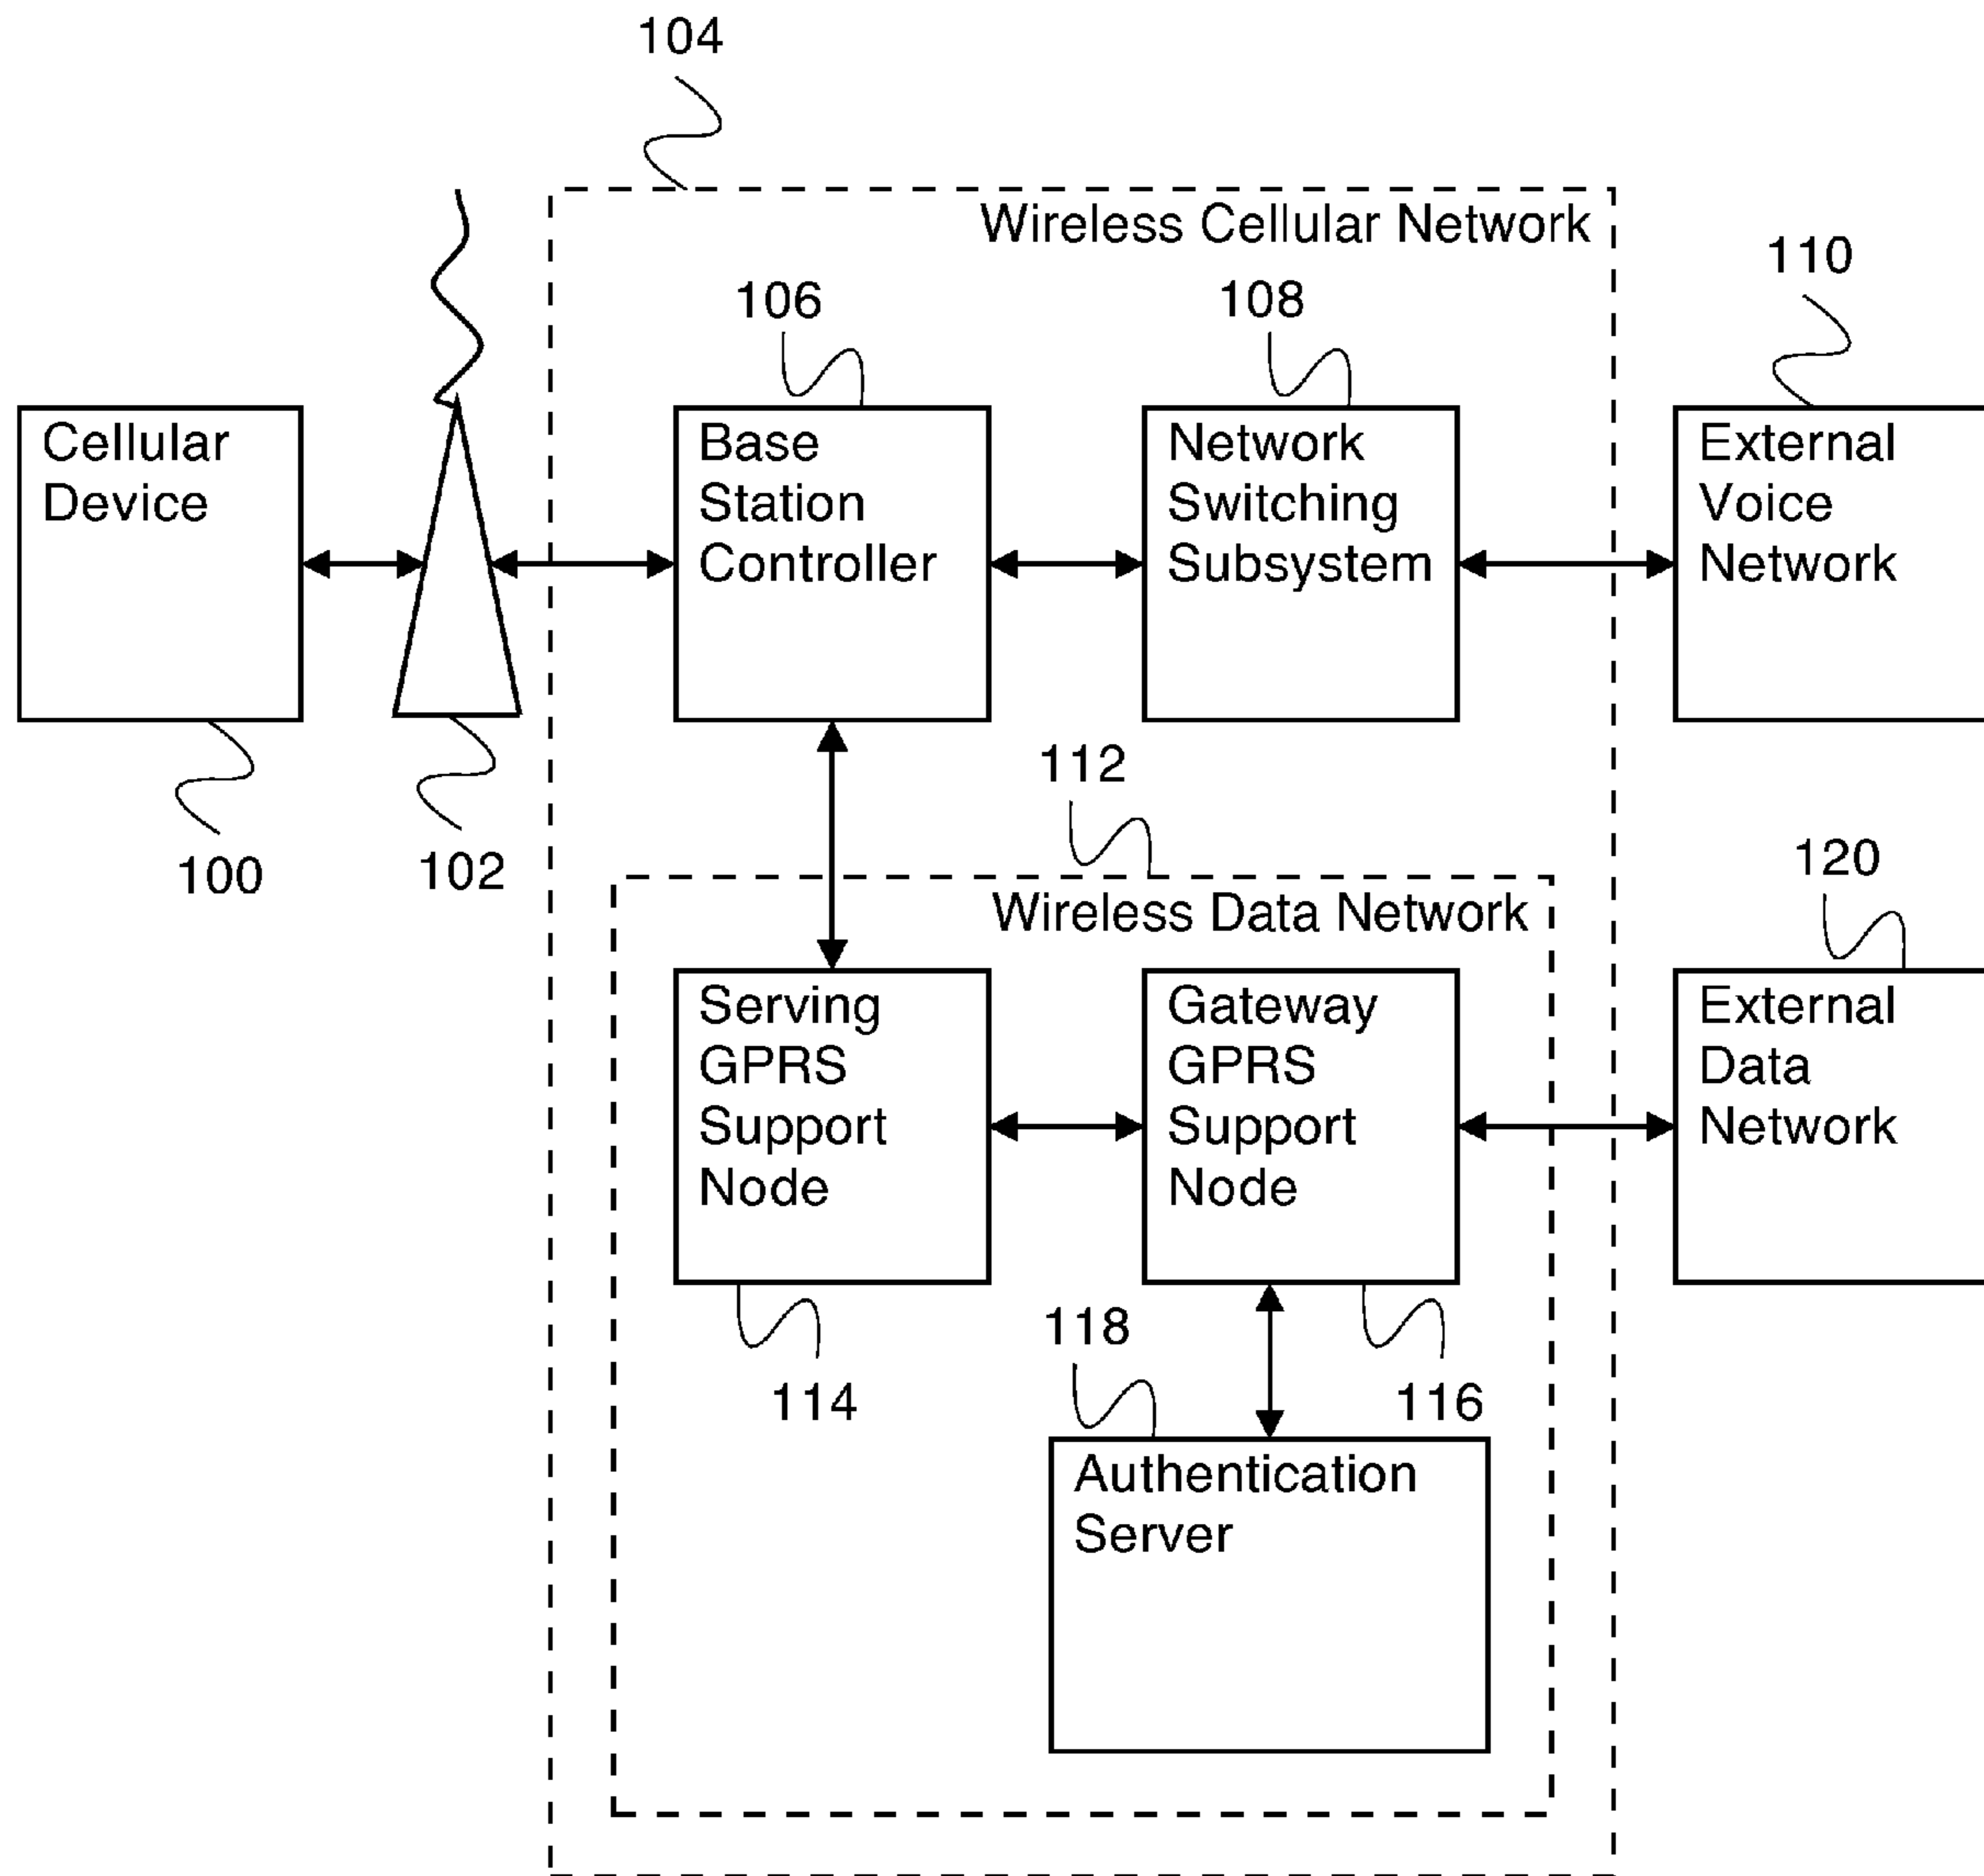 104
Wireless Cellular Network
110
106
108
Cellular
Device
Base
Station
Controller
Network
Switching
Subsystem
External
Voice
Network
112
100
102
120
Wireless Data Network
Serving
GPRS
Support
Node
Gateway
GPRS
Support
Node
External
Data
Network
118
114
116
Authentication
Server